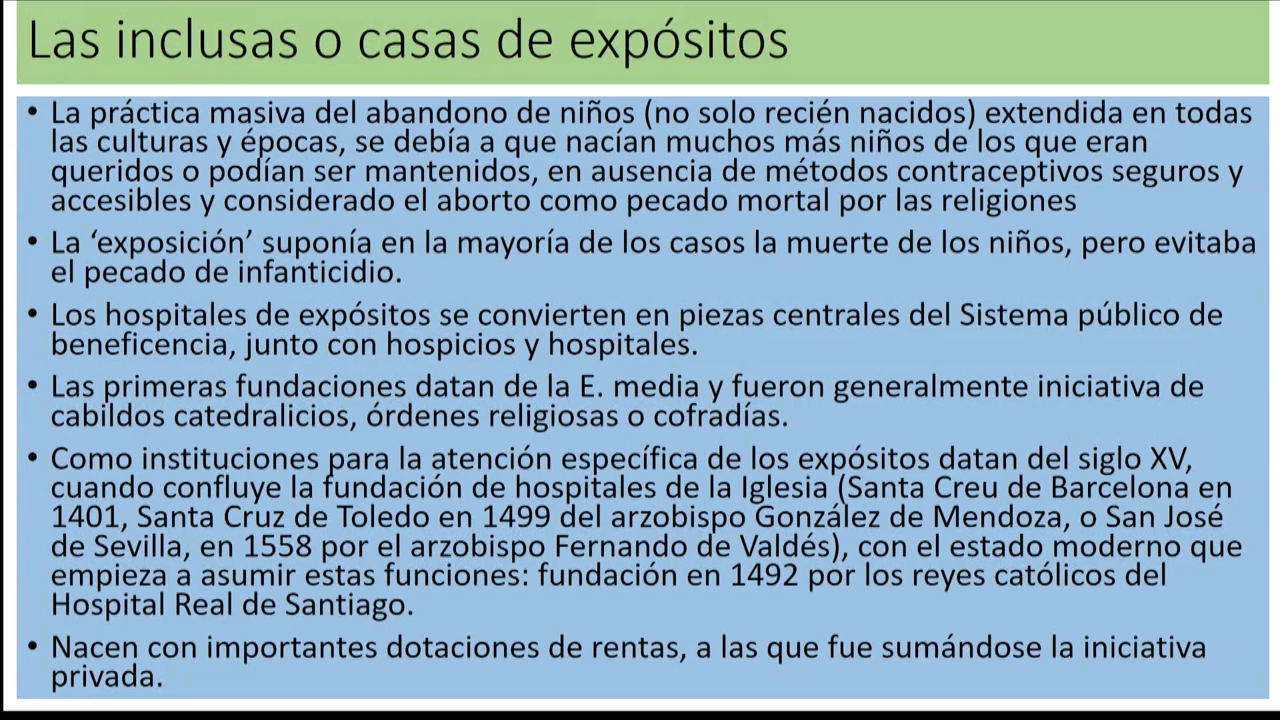 Las inclusas o casas de expósitos
• La práctica masiva del abandono de niños (no solo recién nacidos) extendida en todas
las culturas y épocas, se debía a que nacían muchos más niños de los que eran
queridos o podían ser mantenidos, en ausencia de métodos contraceptivos seguros y
accesibles y considerado el aborto como pecado mortal por las religiones
• La ‘exposición’ suponía en la mayoría de los casos la muerte de los niños, pero evitaba
el pecado de infanticidio.
• Los hospitales de expósitos se convierten en piezas centrales del Sistema público de
beneficencia, junto con hospicios y hospitales.
• Las primeras fundaciones datan de la E. media y fueron generalmente iniciativa de
cabildos catedralicios, órdenes religiosas o cofradías.
• Como instituciones para la atención específica de los expósitos datan del siglo XV,
cuando confluye la fundación de hospitales de la Iglesia (Santa Creu de Barcelona en
1401, Santa Cruz de Toledo en 1499 del arzobispo González de Mendoza, o San José
de Sevilla, en 1558 por el arzobispo Fernando de Valdés), con el estado moderno que
empieza a asumir estas funciones: fundación en 1492 por los reyes católicos del
Hospital Real de Santiago.
• Nacen con importantes dotaciones de rentas, a las que fue sumándose la iniciativa
privada.